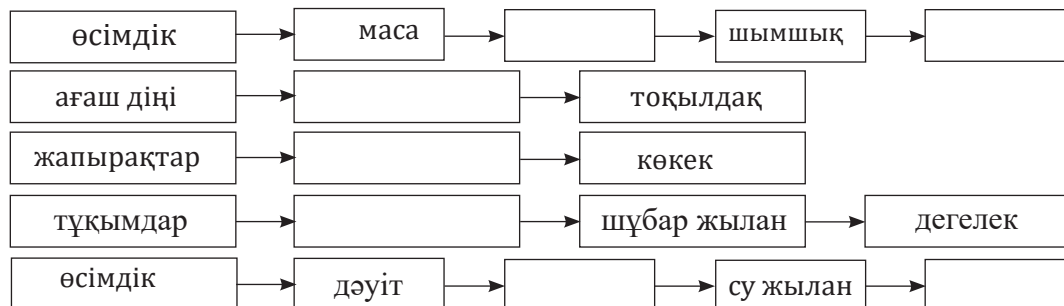 өсімдік маса шымшық
ағаш діңі тоқылдақ
жапырақтар көкек
тұқымдар шұбар жылан дегелек
өсімдік дәуіт су жылан